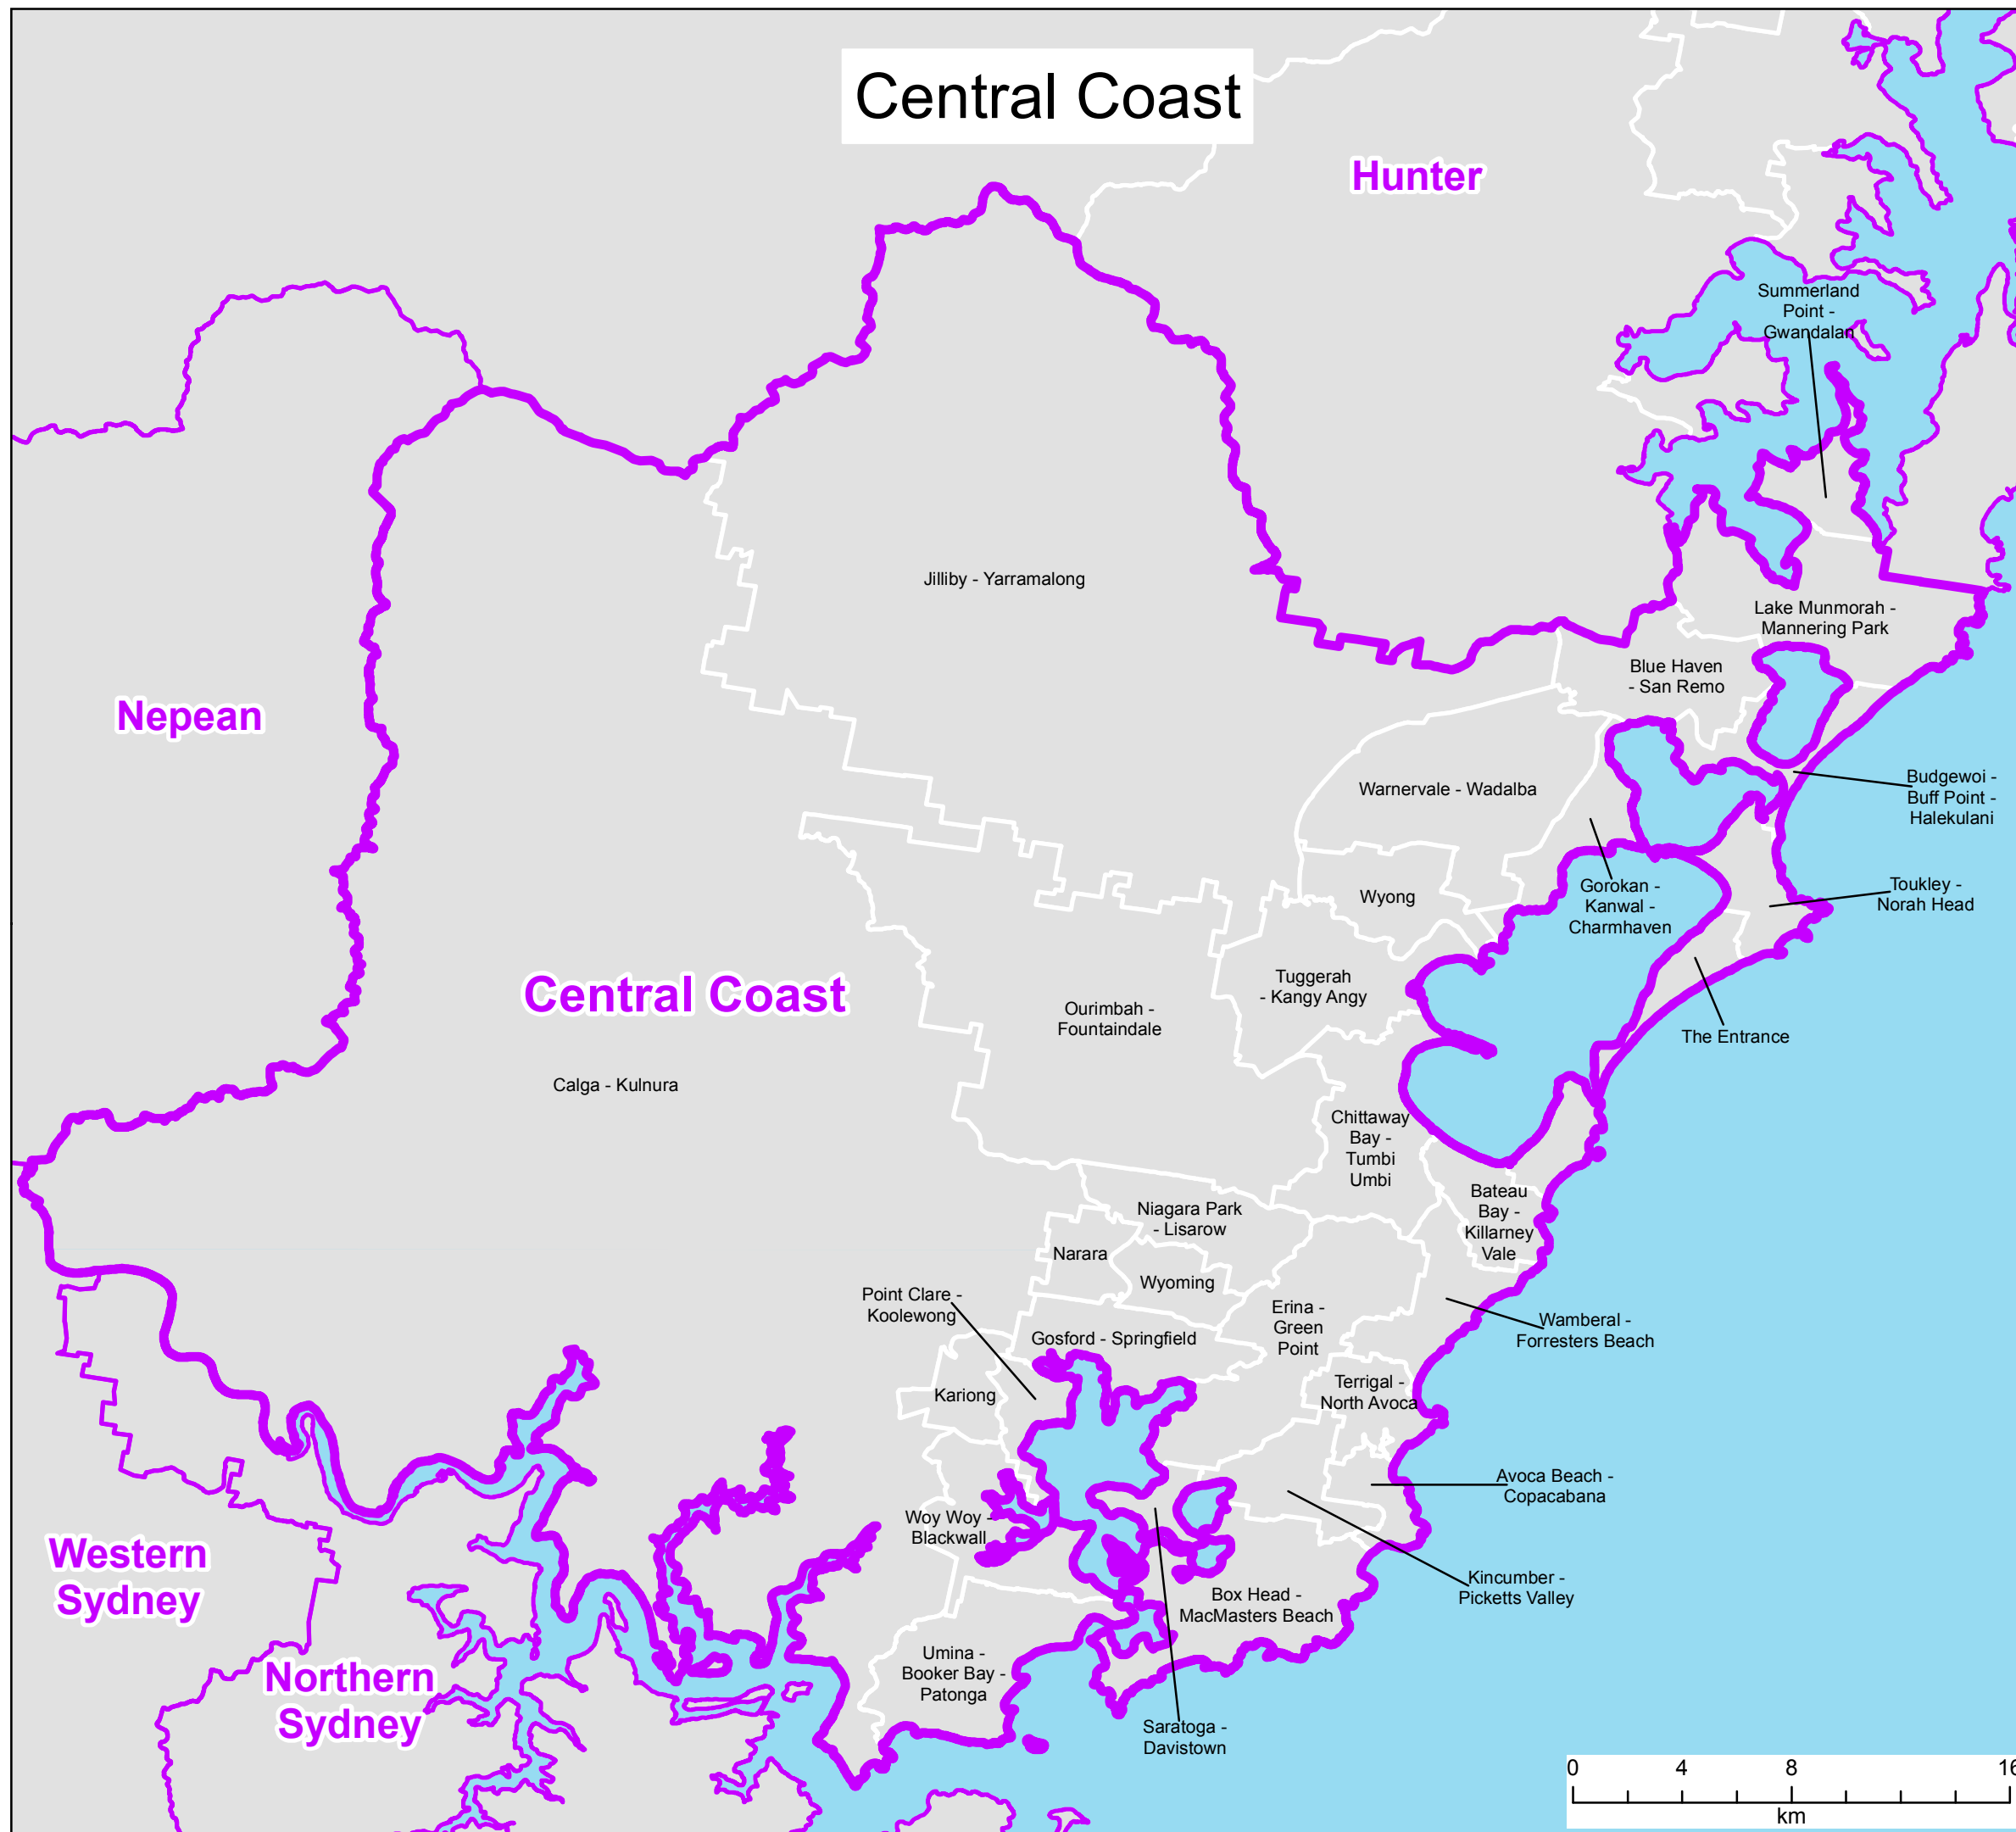 Central Coast
Hunter
Summerland
Point -
Gwandalan
Jilliby - Yarramalong
Lake Munmorah -
Mannering Park
Blue Haven
- San Remo
Nepean
Warnervale - Wadalba
Budgewoi -
Buff Point -
Halekulani
Wyong
Gorokan -
Kanwal -
Charmhaven
Toukley -
Norah Head
Central Coast
Tuggerah
- Kangy Angy
Ourimbah -
Fountaindale
The Entrance
Calga - Kulnura
Chittaway
Bay -
Tumbi
Umbi
Bateau
Bay -
Killarney
Vale
Niagara Park
- Lisarow
Narara
Wyoming
Point Clare -
Koolewong
Erina -
Green
Point
Wamberal -
Forresters Beach
Gosford - Springfield
Kariong
Terrigal -
North Avoca
Avoca Beach -
Copacabana
Woy Woy -
Blackwall
Western
Sydney
Kincumber -
Picketts Valley
Box Head -
MacMasters Beach
Umina -
Booker Bay -
Patonga
Northern
Sydney
Saratoga -
Davistown
0 4 8 16
km